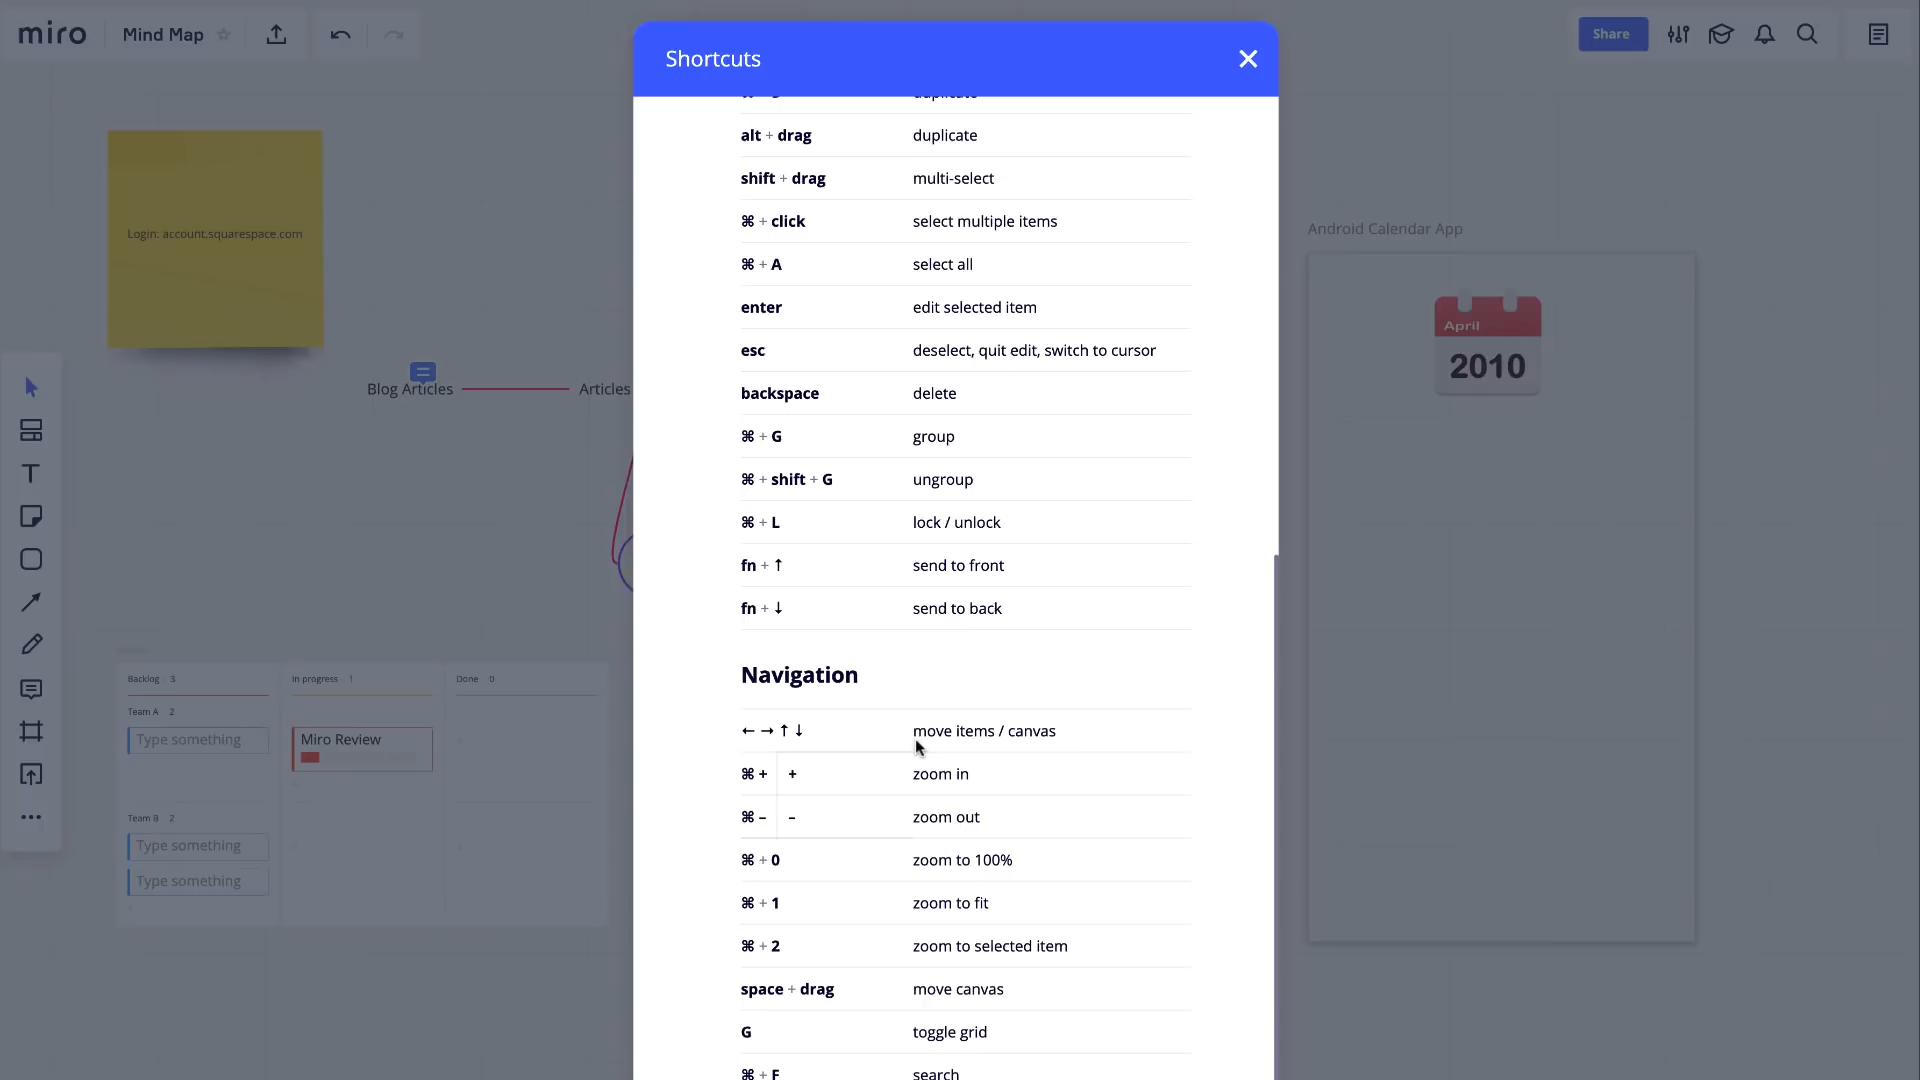 miro
Mind Map
Share
Shortcuts
duplicate
alt + drag duplicate
shift + drag multi-select
⌘ + click select multiple items
⌘ + A select all
enter edit selected item
esc deselect, quit edit, switch to cursor
backspace delete
⌘ + G group
⌘ + shift + G ungroup
⌘ + L lock / unlock
fn + ↑ send to front
fn + ↓ send to back
Navigation
← → ↑ ↓ move items / canvas
⌘ + + zoom in
⌘ – – zoom out
⌘ + 0 zoom to 100%
⌘ + 1 zoom to fit
⌘ + 2 zoom to selected item
space + drag move canvas
G toggle grid
⌘ + F search
Login: account.squarespace.com
Blog Articles
Articles
Backlog 3 In progress 1 Done 0
Team A 2
Type something
Miro Review
Team B 2
Type something
Type something
Android Calendar App
April
2010